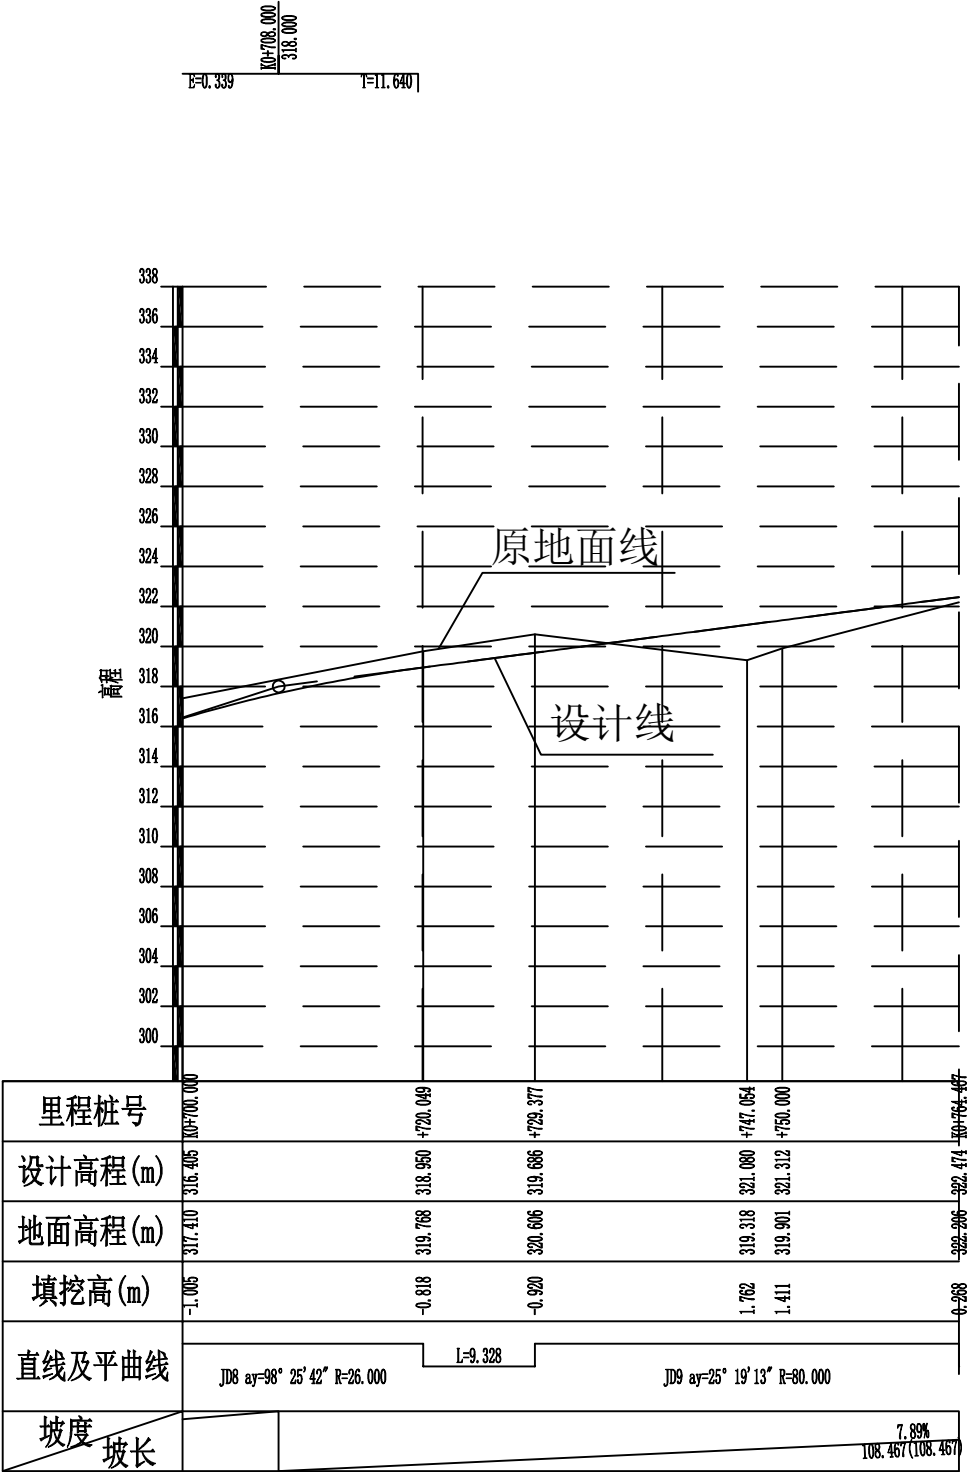 K0+708.000
318.000
E=0.339
T=11.640
338
336
334
332
330
328
326
324
322
320
318
316
314
312
310
308
306
304
302
300
高程
原地面线
设计线
里程桩号 K0+700.000 +720.049 +729.377 +747.054 +750.000 K0+764.467
设计高程(m) 316.405 318.950 319.686 321.080 321.312 322.474
地面高程(m) 317.410 319.768 320.606 319.318 319.901 322.206
填挖高(m) -1.005 -0.818 -0.920 1.762 1.411 0.268
直线及平曲线
L=9.328
JD8 ay=98° 25'42" R=26.000
JD9 ay=25° 19'13" R=80.000
坡度
坡长
7.89%
108.467(108.467)